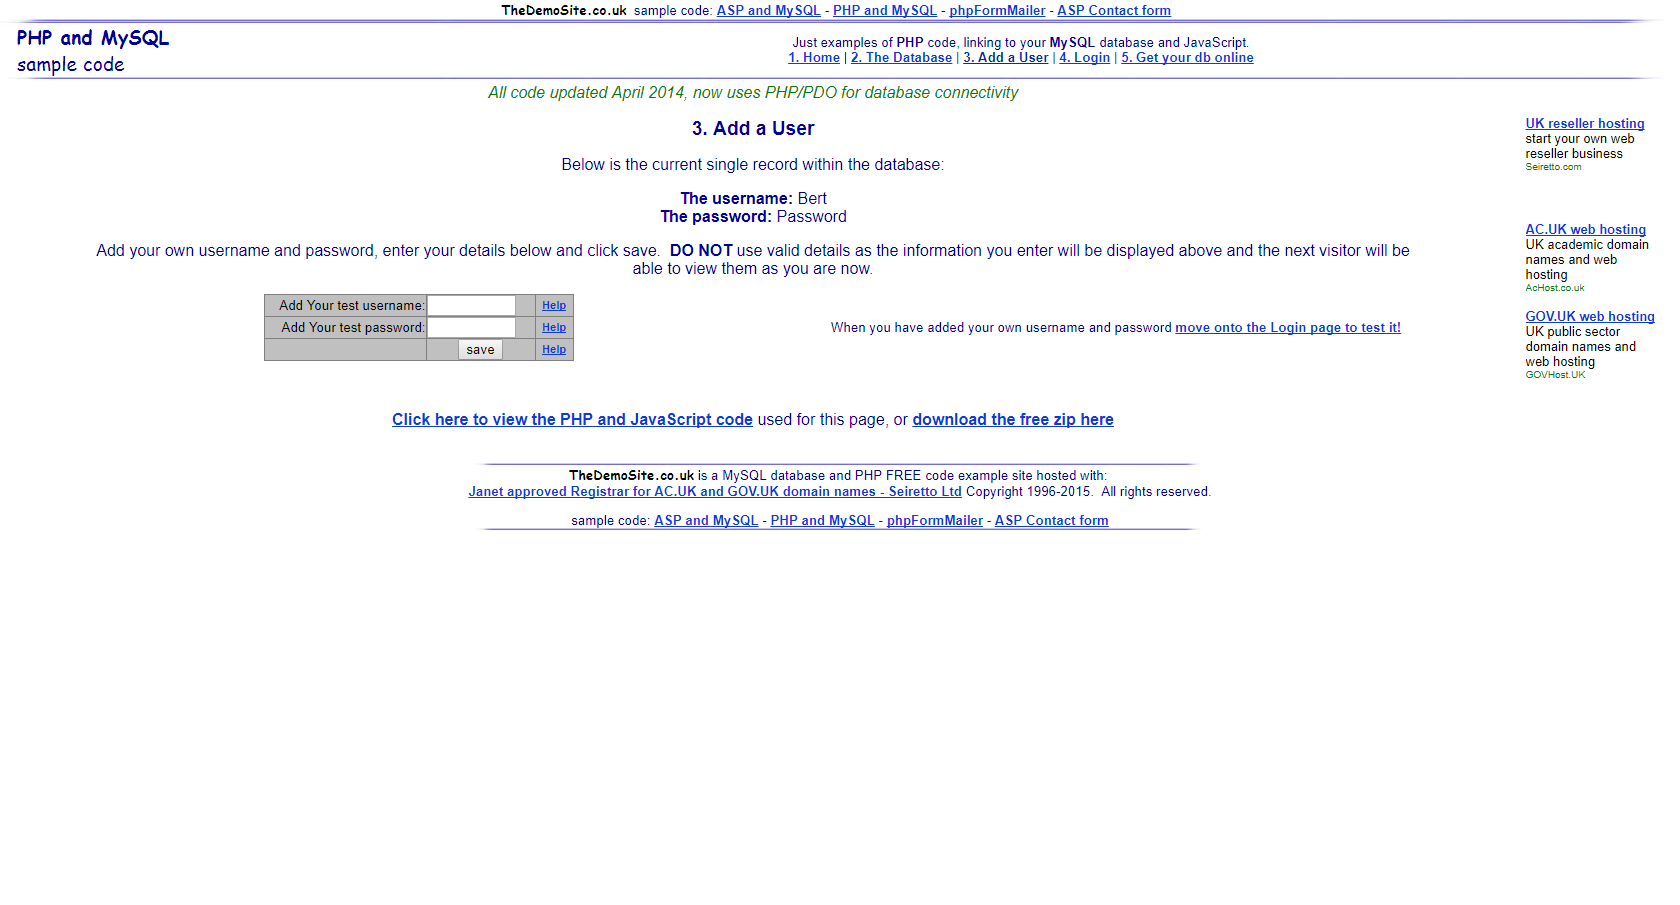 TheDemoSite.co.uk sample code: ASP and MySQL - PHP and MySQL - phpFormMailer - ASP Contact form
PHP and MySQL
sample code
Just examples of PHP code, linking to your MySQL database and JavaScript.
1. Home | 2. The Database | 3. Add a User | 4. Login | 5. Get your db online
All code updated April 2014, now uses PHP/PDO for database connectivity
3. Add a User
Below is the current single record within the database:
The username: Bert
The password: Password
Add your own username and password, enter your details below and click save. DO NOT use valid details as the information you enter will be displayed above and the next visitor will be
able to view them as you are now.
Add Your test username: Help
Add Your test password: Help
save Help
When you have added your own username and password move onto the Login page to test it!
Click here to view the PHP and JavaScript code used for this page, or download the free zip here
UK reseller hosting
start your own web
reseller business
Seiretto.com
AC.UK web hosting
UK academic domain
names and web
hosting
AcHost.co.uk
GOV.UK web hosting
UK public sector
domain names and
web hosting
GOVHost.UK
TheDemoSite.co.uk is a MySQL database and PHP FREE code example site hosted with:
Janet approved Registrar for AC.UK and GOV.UK domain names - Seiretto Ltd Copyright 1996-2015. All rights reserved.
sample code: ASP and MySQL - PHP and MySQL - phpFormMailer - ASP Contact form